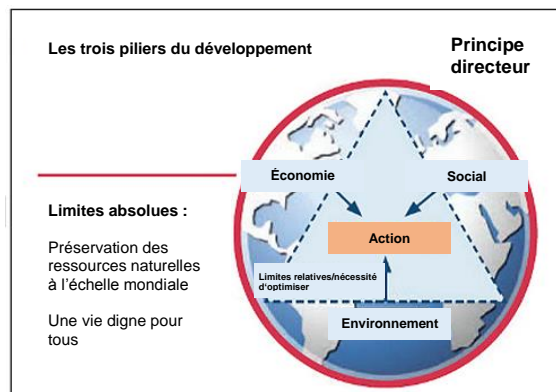 Les trois piliers du développement
Principe
directeur
Économie
Social
Limites absolues :
Préservation des
ressources naturelles
à l'échelle mondiale
Une vie digne pour
tous
Action
Limites relatives/nécessité
d'optimiser
Environnement